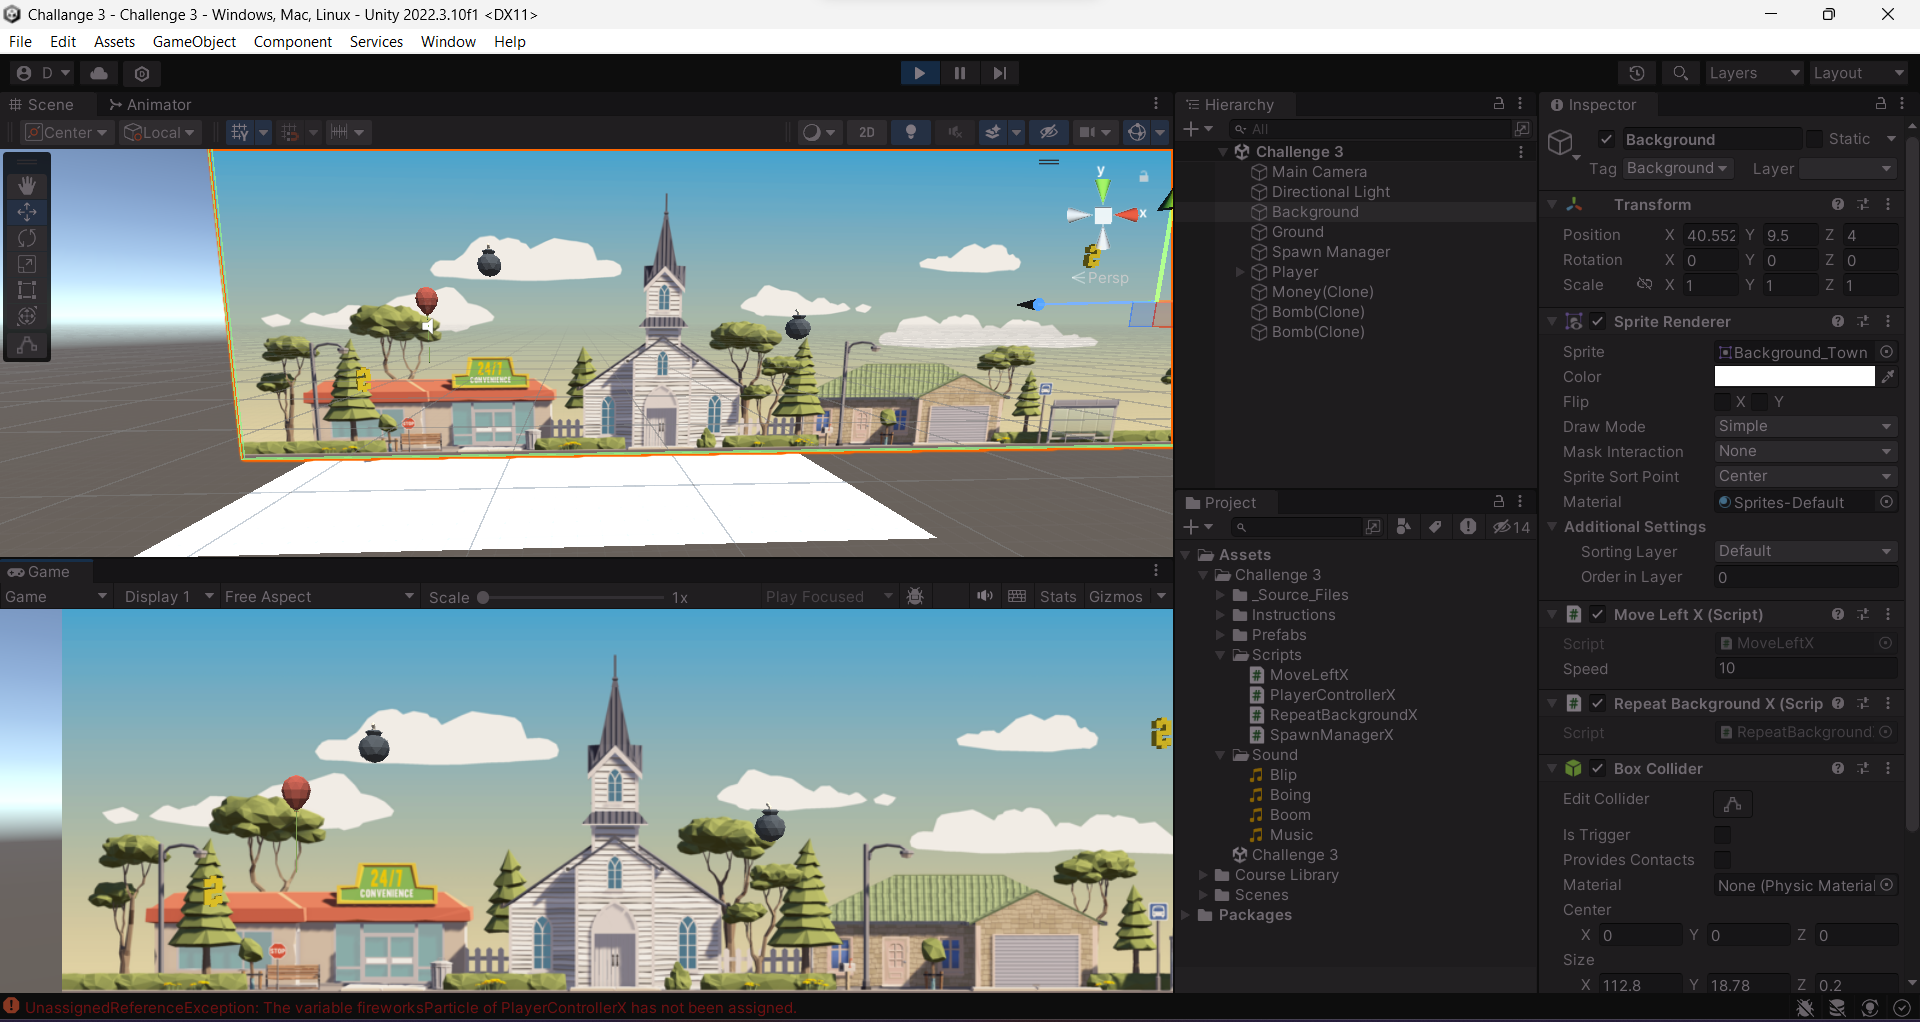 Challange 3 - Challenge 3 - Windows, Mac, Linux - Unity 2022.3.10f1 <DX11>
File Edit Assets GameObject Component Services Window Help
D Layers Layout
Scene Animator
Center Local 2D
y
x
Persp
Game
Game Display 1 Free Aspect Scale 1x Play Focused Stats Gizmos
24/7
CONVENIENCE
STOP
UnassignedReferenceException: The variable fireworksParticle of PlayerControllerX has not been assigned.
Hierarchy
All
Challenge 3
Main Camera
Directional Light
Background
Ground
Spawn Manager
Player
Money(Clone)
Bomb(Clone)
Bomb(Clone)
Project
14
Assets
Challenge 3
_Source_Files
Instructions
Prefabs
Scripts
MoveLeftX
PlayerControllerX
RepeatBackgroundX
SpawnManagerX
Sound
Blip
Boing
Boom
Music
Challenge 3
Course Library
Scenes
Packages
Inspector
Background Static
Tag Background Layer
Transform
Position X 40.552 Y 9.5 Z 4
Rotation X 0 Y 0 Z 0
Scale X 1 Y 1 Z 1
Sprite Renderer
Sprite Background_Town
Color
Flip X Y
Draw Mode Simple
Mask Interaction None
Sprite Sort Point Center
Material Sprites-Default
Additional Settings
Sorting Layer Default
Order in Layer 0
Move Left X (Script)
Script MoveLeftX
Speed 10
Repeat Background X (Scrip
Script RepeatBackground
Box Collider
Edit Collider
Is Trigger
Provides Contacts
Material None (Physic Material
Center
X 0 Y 0 Z 0
Size
X 112.8 Y 18.78 Z 0.2